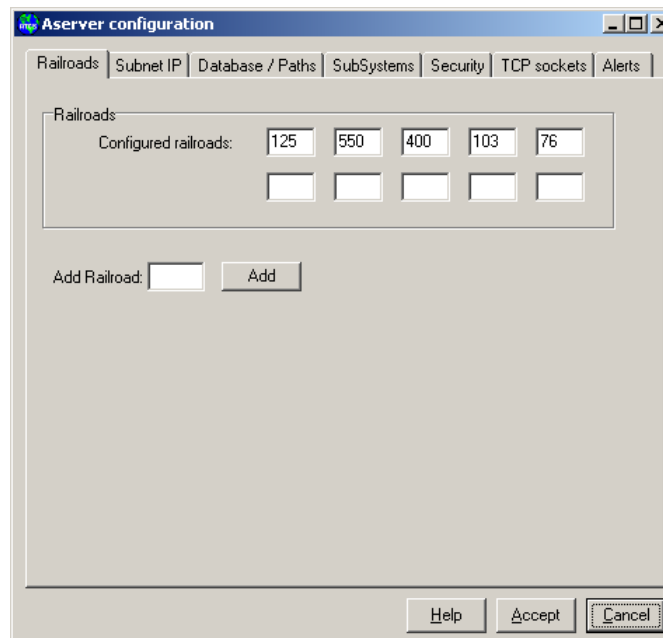 Aserver configuration
Railroads Subnet IP Database / Paths SubSystems Security TCP sockets Alerts
Railroads
Configured railroads: 125 550 400 103 76
Add Railroad: Add
Help Accept Cancel